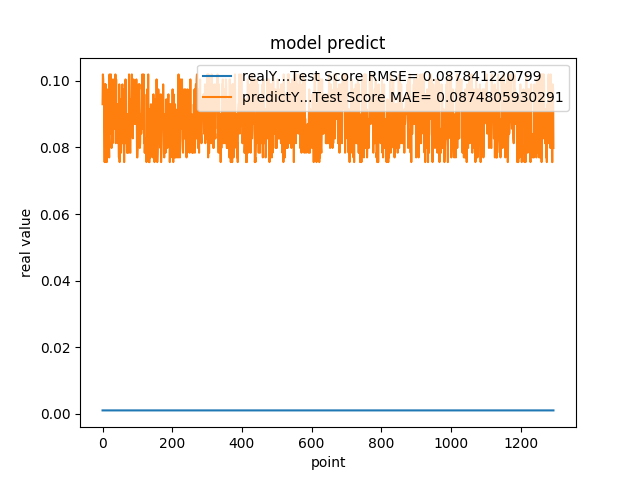 model predict
realY...Test Score RMSE= 0.087841220799
predictY...Test Score MAE= 0.0874805930291
0.10
0.08
0.06
0.04
0.02
0.00
real value
0 200 400 600 800 1000 1200
point